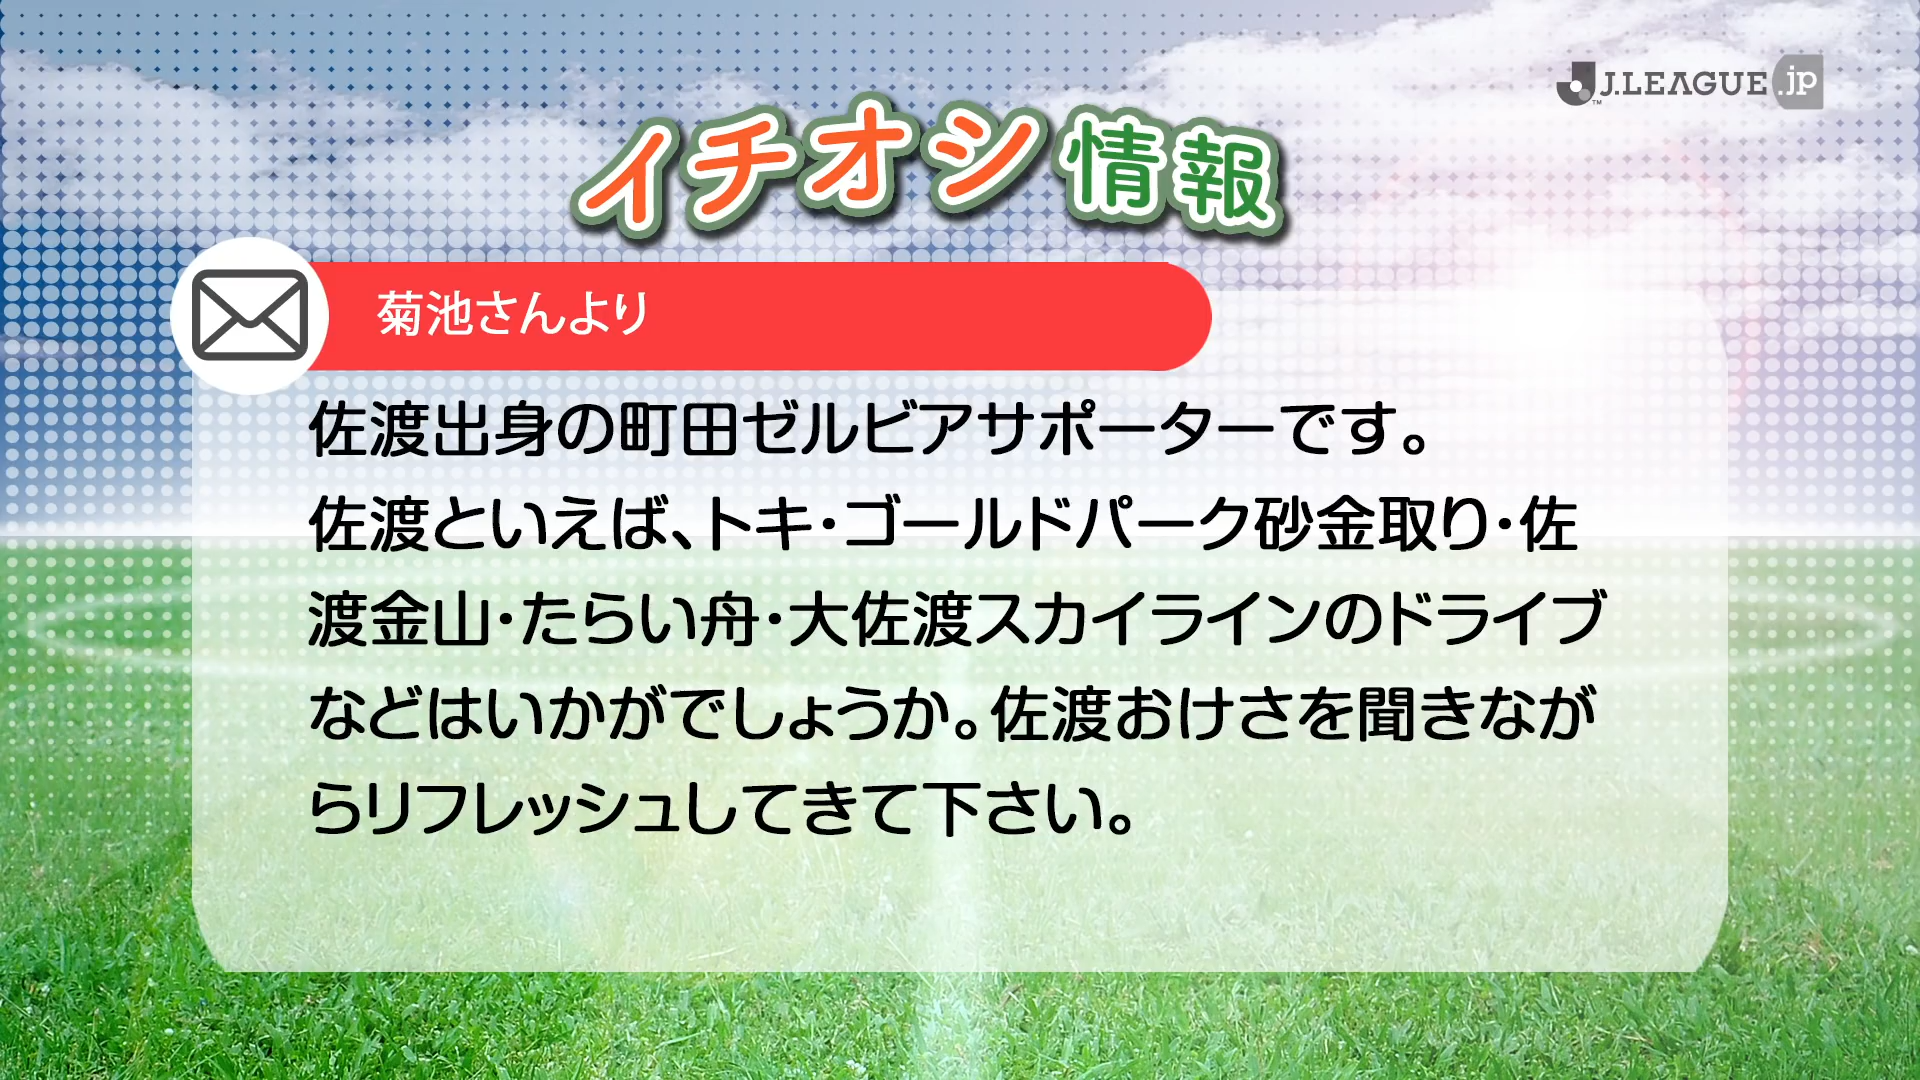 J.LEAGUE.jp
イチオシ情報
菊池さんより
佐渡出身の町田ゼルビアサポーターです。
佐渡といえば、トキ・ゴールドパーク砂金取り・佐
渡金山・たらい舟・大佐渡スカイラインのドライブ
などはいかがでしょうか。佐渡おけさを聞きなが
らリフレッシュしてきて下さい。